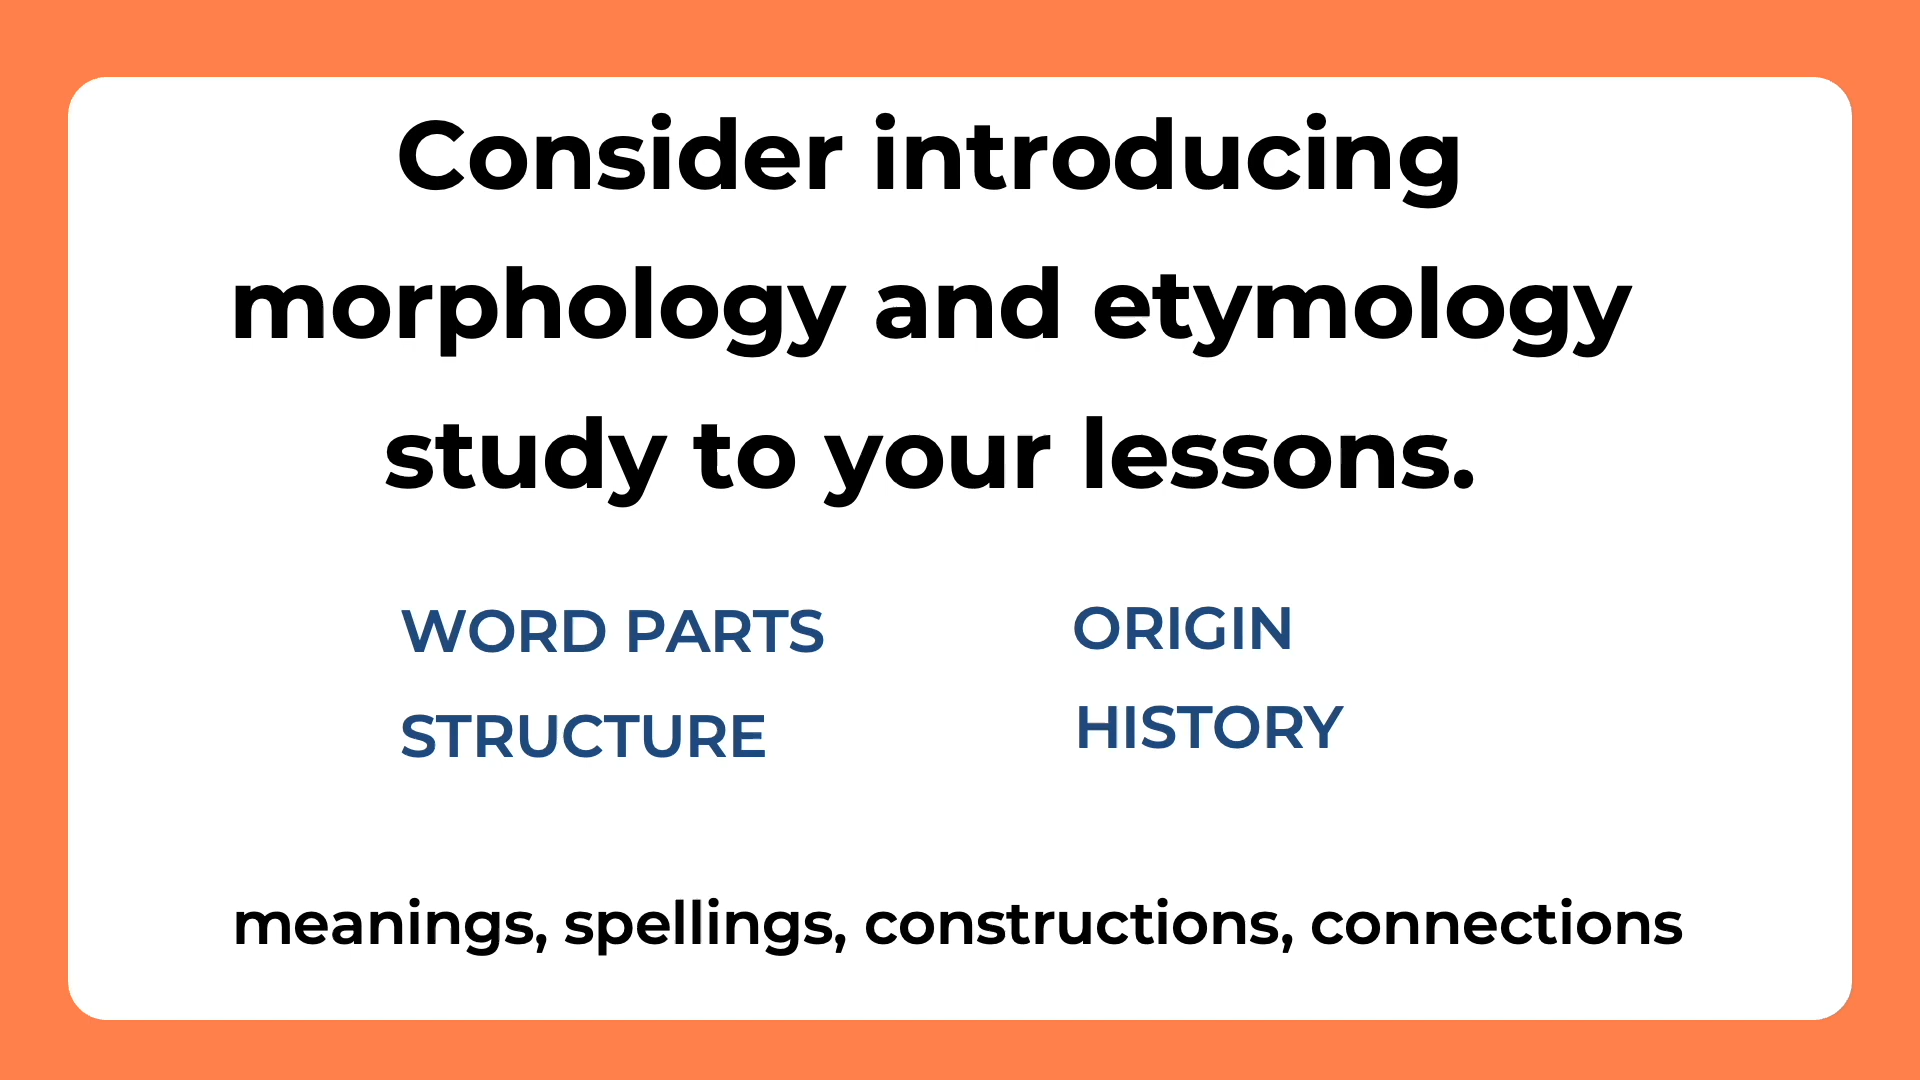 Consider introducing
morphology and etymology
study to your lessons.
WORD PARTS
STRUCTURE
ORIGIN
HISTORY
meanings, spellings, constructions, connections